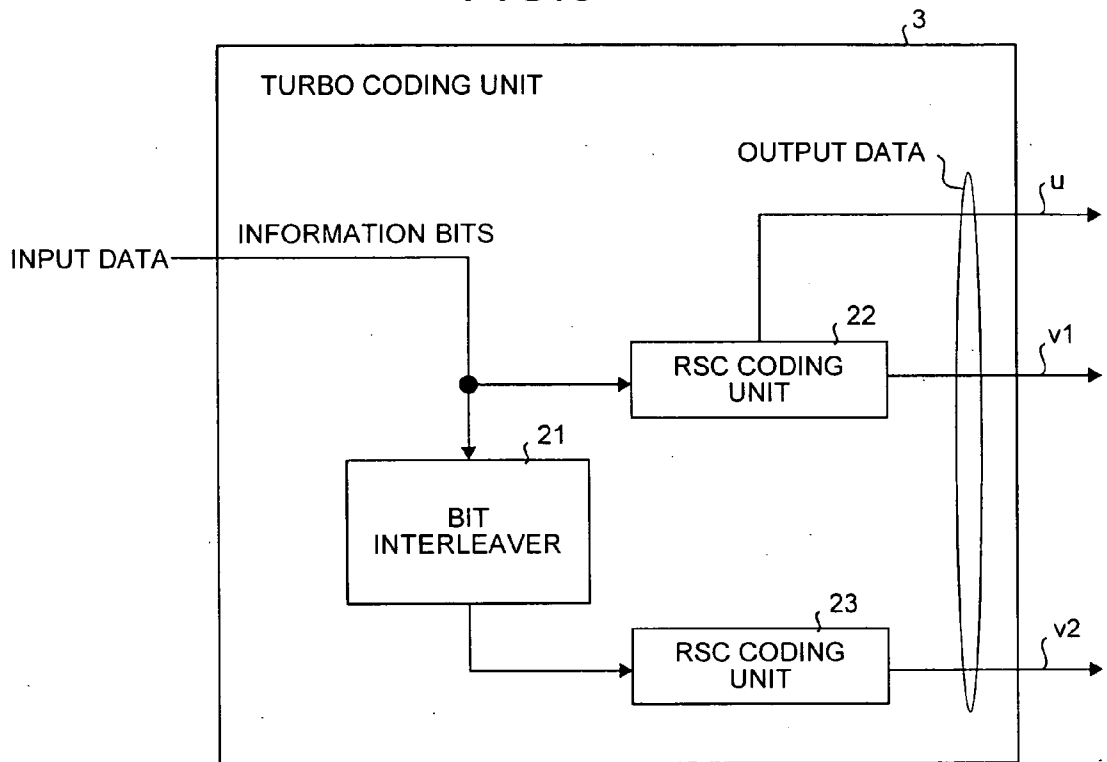 3
TURBO CODING UNIT
OUTPUT DATA
u
INFORMATION BITS
INPUT DATA
22
v1
RSC CODING
UNIT
21
BIT
INTERLEAVER
23
v2
RSC CODING
UNIT